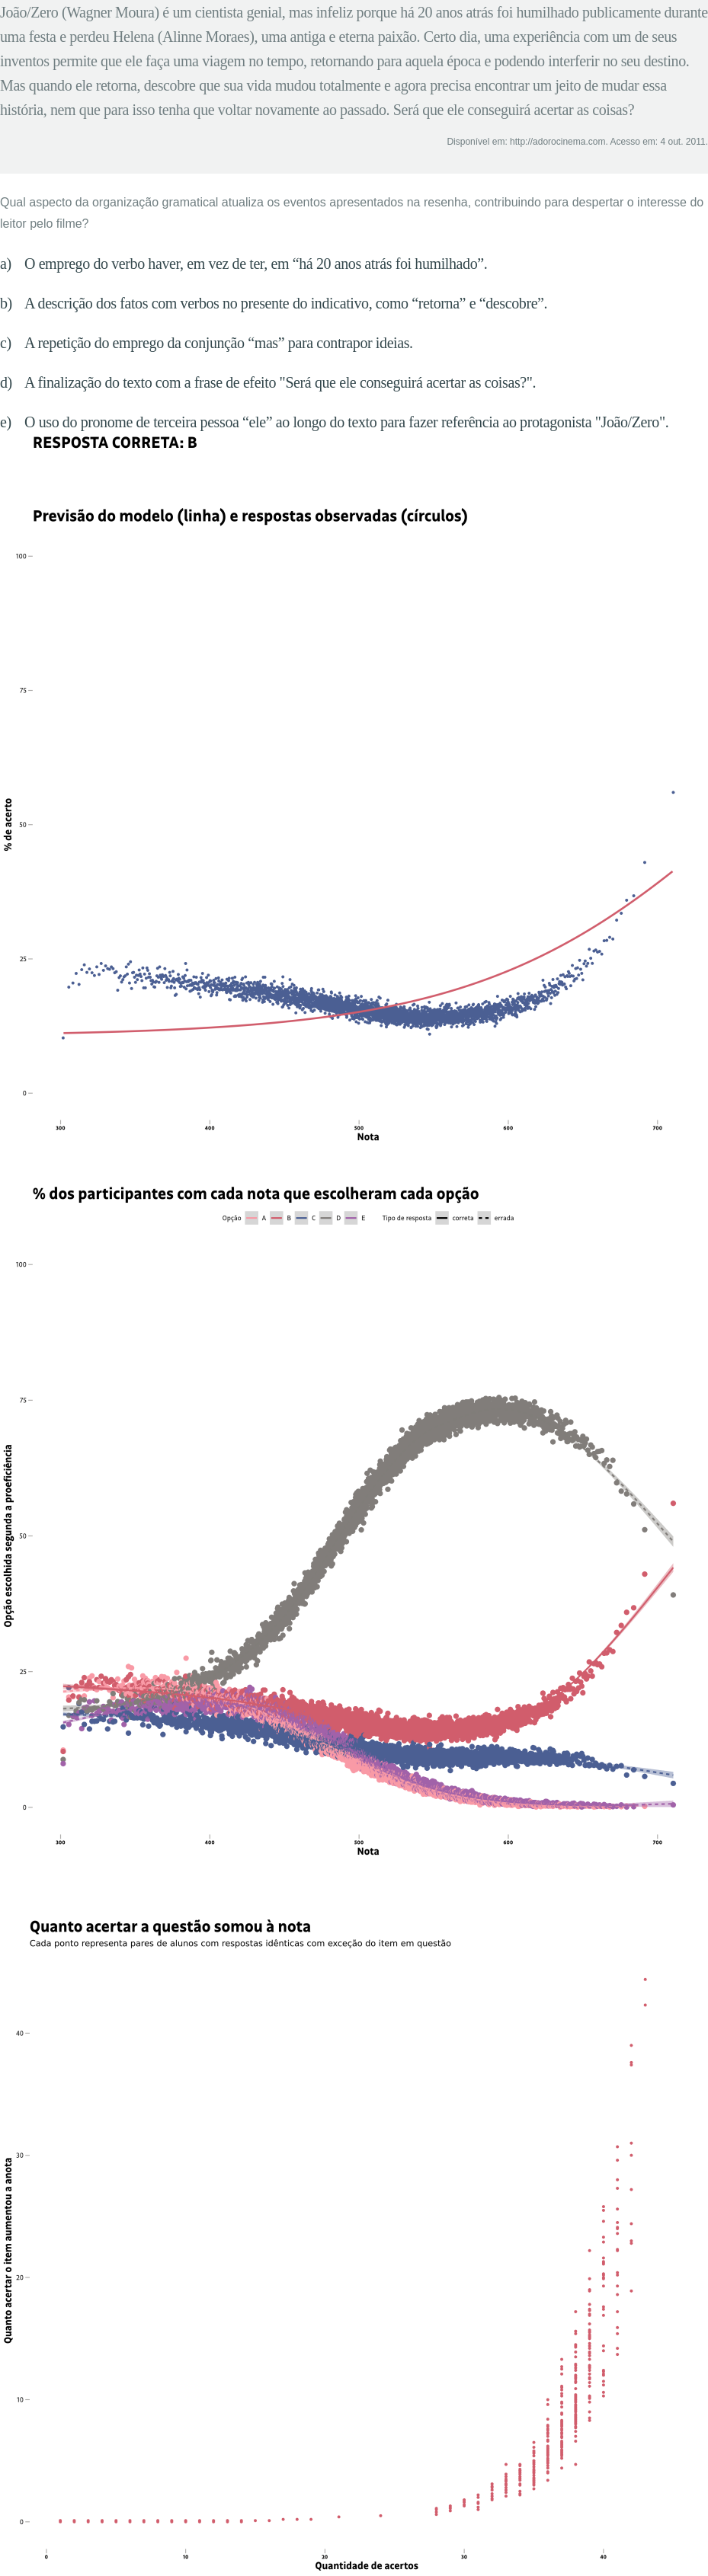 João/Zero (Wagner Moura) é um cientista genial, mas infeliz porque há 20 anos atrás foi humilhado publicamente durante
uma festa e perdeu Helena (Alinne Moraes), uma antiga e eterna paixão. Certo dia, uma experiência com um de seus
inventos permite que ele faça uma viagem no tempo, retornando para aquela época e podendo interferir no seu destino.
Mas quando ele retorna, descobre que sua vida mudou totalmente e agora precisa encontrar um jeito de mudar essa
história, nem que para isso tenha que voltar novamente ao passado. Será que ele conseguirá acertar as coisas?
Disponível em: http://adorocinema.com. Acesso em: 4 out. 2011.
Qual aspecto da organização gramatical atualiza os eventos apresentados na resenha, contribuindo para despertar o interesse do
leitor pelo filme?
a) O emprego do verbo haver, em vez de ter, em “há 20 anos atrás foi humilhado”.
b) A descrição dos fatos com verbos no presente do indicativo, como “retorna” e “descobre”.
c) A repetição do emprego da conjunção “mas” para contrapor ideias.
d) A finalização do texto com a frase de efeito "Será que ele conseguirá acertar as coisas?".
e) O uso do pronome de terceira pessoa “ele” ao longo do texto para fazer referência ao protagonista "João/Zero".
RESPOSTA CORRETA: B
Previsão do modelo (linha) e respostas observadas (círculos)
100
75
50
25
0
% de acerto
300 400 500 600 700
Nota
% dos participantes com cada nota que escolheram cada opção
Opção A B C D E Tipo de resposta correta errada
100
75
50
25
0
Opção escolhida segunda a proeficiência
300 400 500 600 700
Nota
Quanto acertar a questão somou à nota
Cada ponto representa pares de alunos com respostas idênticas com exceção do item em questão
40
30
20
10
0
Quanto acertar o item aumentou a anota
0 10 20 30 40
Quantidade de acertos